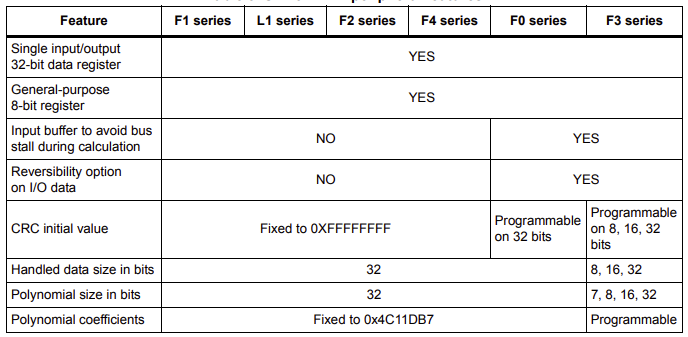 Feature F1 series L1 series F2 series F4 series F0 series F3 series
Single input/output
32-bit data register
YES
General-purpose
8-bit register
YES
Input buffer to avoid bus
stall during calculation
NO YES
Reversibility option
on I/O data
NO YES
CRC initial value Fixed to 0XFFFFFFFF
Programmable
on 32 bits
Programmable
on 8, 16, 32
bits
Handled data size in bits 32 8, 16, 32
Polynomial size in bits 32 7, 8, 16, 32
Polynomial coefficients Fixed to 0x4C11DB7 Programmable